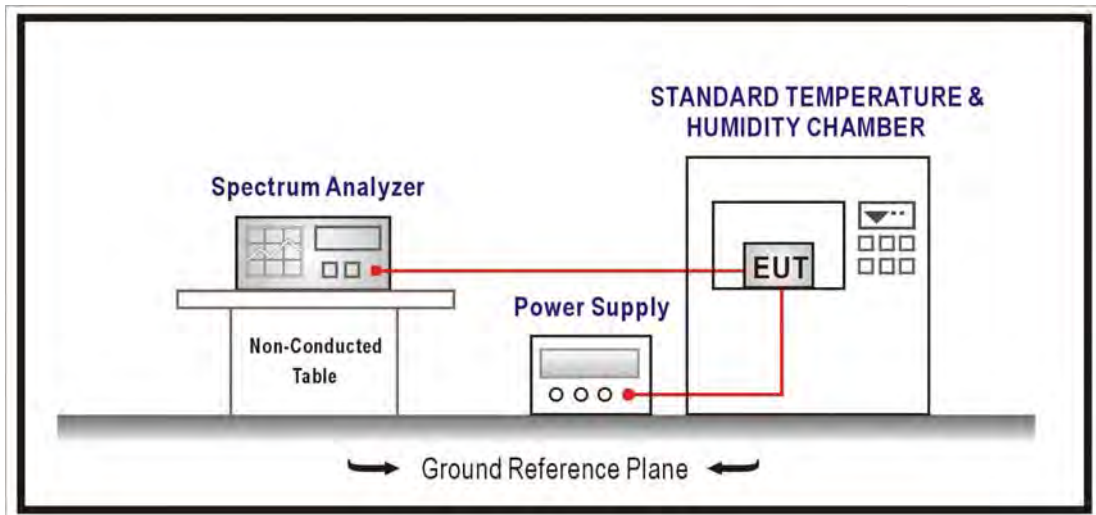 STANDARD TEMPERATURE &
HUMIDITY CHAMBER
Spectrum Analyzer
EUT
Power Supply
Non-Conducted
Table
Ground Reference Plane